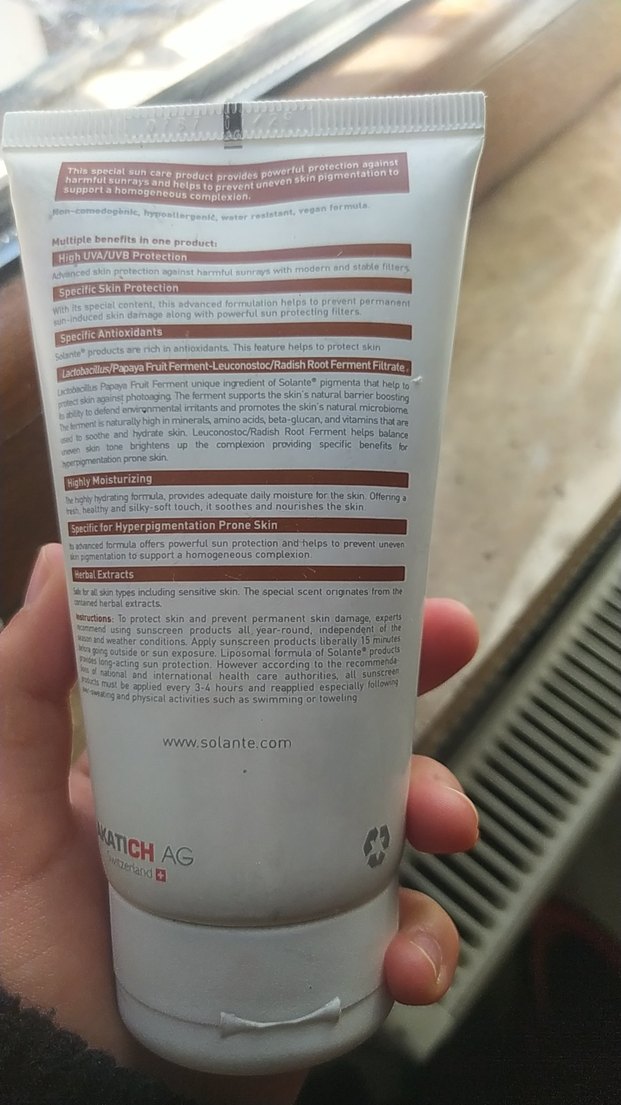 This special sun care product provides powerful protection against
harmful sunrays and helps to prevent uneven skin pigmentation to
support a homogeneous complexion.
Non-comedogenic, hypoallergenic, water resistant, vegan formula.
Multiple benefits in one product:
High UVA/UVB Protection
Advanced skin protection against harmful sunrays with modern and stable filters.
Specific Skin Protection
With its special content, this advanced formulation helps to prevent permanent
sun-induced skin damage along with powerful sun protecting filters.
Specific Antioxidants
Solante® products are rich in antioxidants. This feature helps to protect skin
Lactobacillus/Papaya Fruit Ferment-Leuconostoc/Radish Root Ferment Filtrate
Lactobacillus Papaya Fruit Ferment unique ingredient of Solante® pigmenta that help to
protect skin against photoaging. The ferment supports the skin's natural barrier boosting
its ability to defend environmental irritants and promotes the skin's natural microbiome.
The ferment is naturally high in minerals, amino acids, beta-glucan, and vitamins that are
used to soothe and hydrate skin. Leuconostoc/Radish Root Ferment helps balance
uneven skin tone brightens up the complexion providing specific benefits for
hyperpigmentation prone skin.
Highly Moisturizing
The highly hydrating formula, provides adequate daily moisture for the skin. Offering a
fresh, healthy and silky-soft touch, it soothes and nourishes the skin
Specific for Hyperpigmentation Prone Skin
Its advanced formula offers powerful sun protection and helps to prevent uneven
skin pigmentation to support a homogeneous complexion.
Herbal Extracts
Safe for all skin types including sensitive skin. The special scent originates from the
contained herbal extracts.
Instructions: To protect skin and prevent permanent skin damage, experts
recommend using sunscreen products all year-round, independent of the
season and weather conditions. Apply sunscreen products liberally 15 minutes
before going outside or sun exposure. Liposomal formula of Solante® products
provides long-acting sun protection. However according to the recommenda-
tions of national and international health care authorities, all sunscreen
products must be applied every 3-4 hours and reapplied especially following
sweating and physical activities such as swimming or toweling
www.solante.com
AKATICH AG
Switzerland